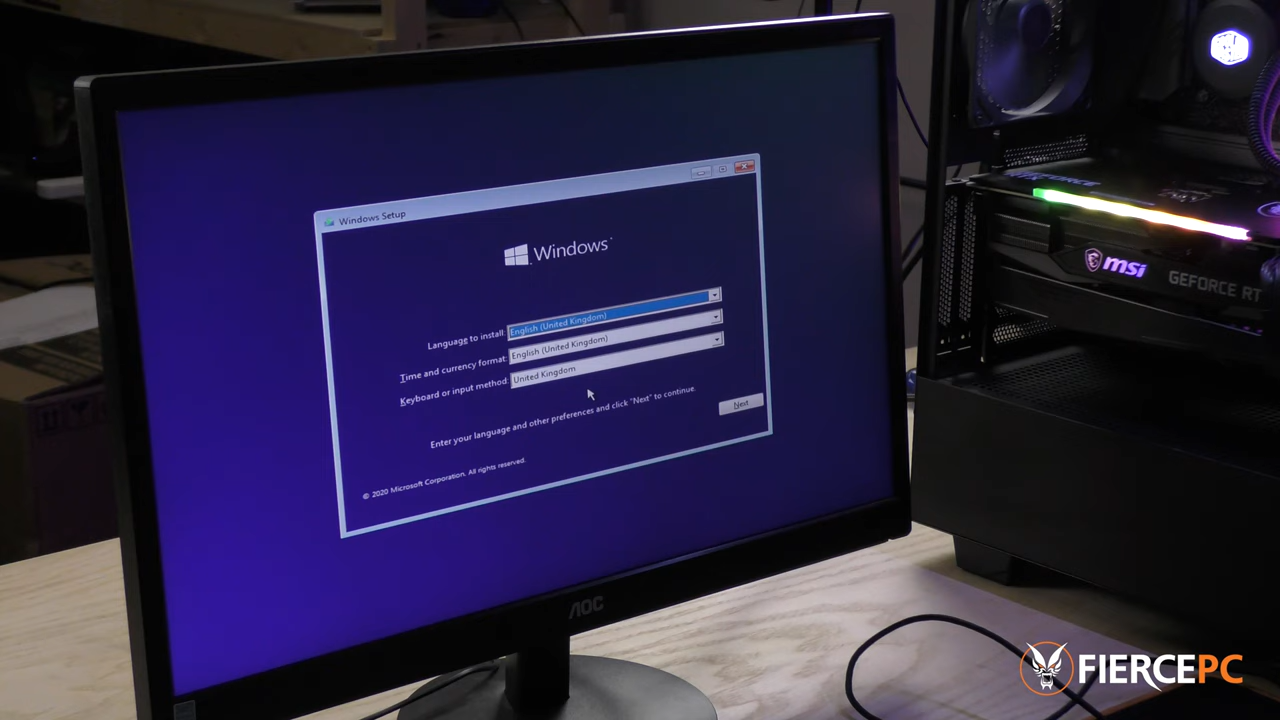 Windows Setup
Windows
Language to install: English (United Kingdom)
Time and currency format: English (United Kingdom)
Keyboard or input method: United Kingdom
Enter your language and other preferences and click "Next" to continue.
Next
© 2020 Microsoft Corporation. All rights reserved.
AOC
GEFORCE
msi
GEFORCE RT
FIERCEPC